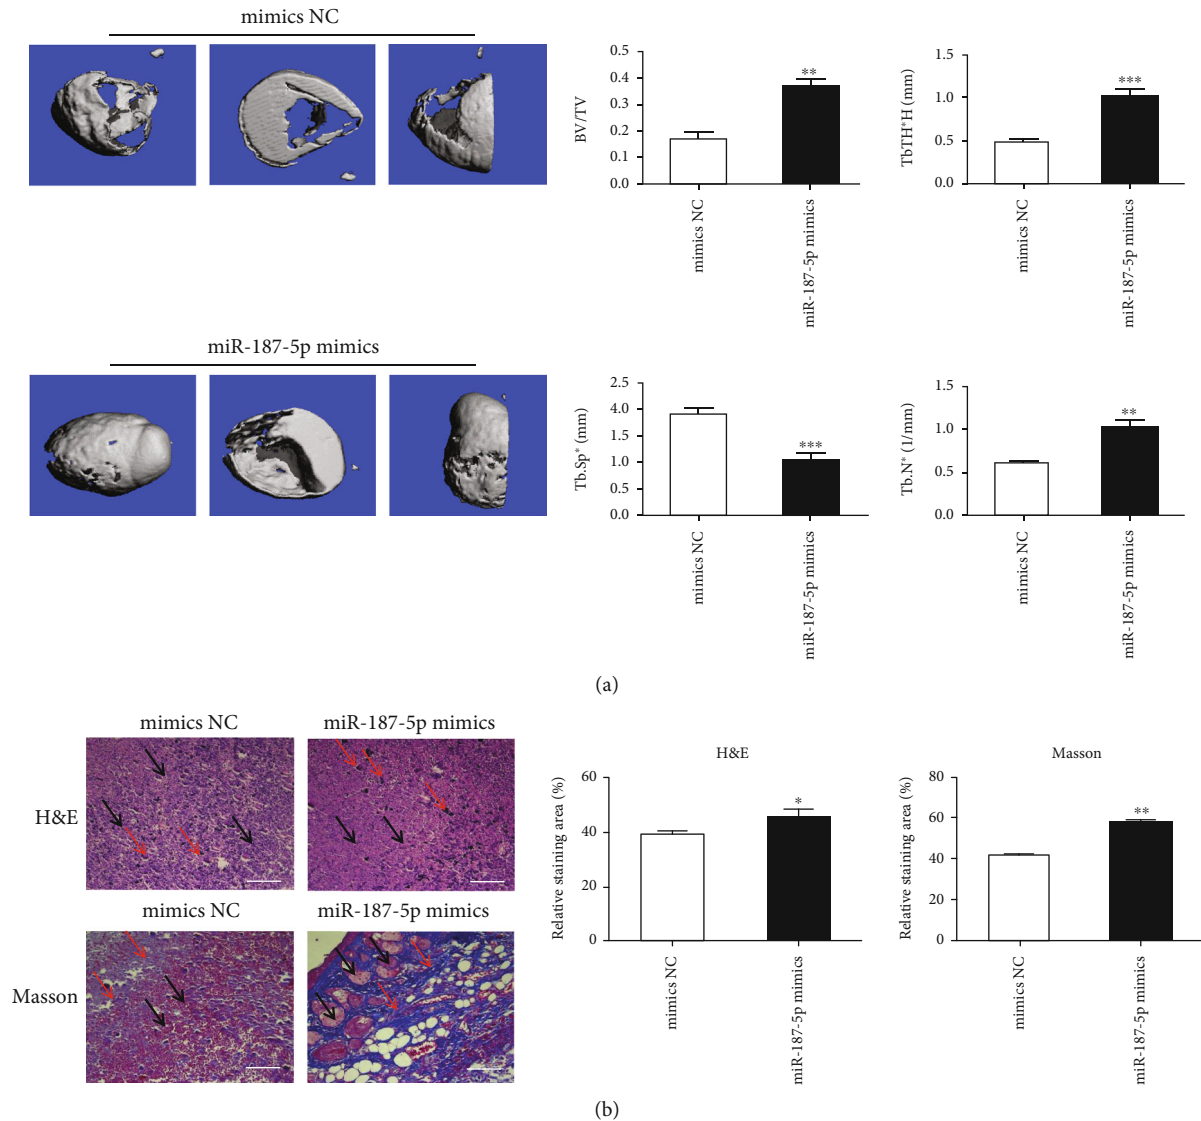 mimics NC
BV/TV
0.5
0.4
0.3
0.2
0.1
0.0
**
mimics NC
miR-187-5p mimics
TbTH*H (mm)
1.5
1.0
0.5
0.0
***
mimics NC
miR-187-5p mimics
miR-187-5p mimics
Tb.Sp* (mm)
2.5
4.0
1.5
1.0
0.5
0.0
***
mimics NC
miR-187-5p mimics
Tb.N* (1/mm)
1.5
1.0
0.5
0.0
**
mimics NC
miR-187-5p mimics
(a)
mimics NC
miR-187-5p mimics
H&E
mimics NC
miR-187-5p mimics
Masson
H&E
Relative staining area (%)
60
40
20
0
*
mimics NC
miR-187-5p mimics
Masson
Relative staining area (%)
80
60
40
20
0
**
mimics NC
miR-187-5p mimics
(b)